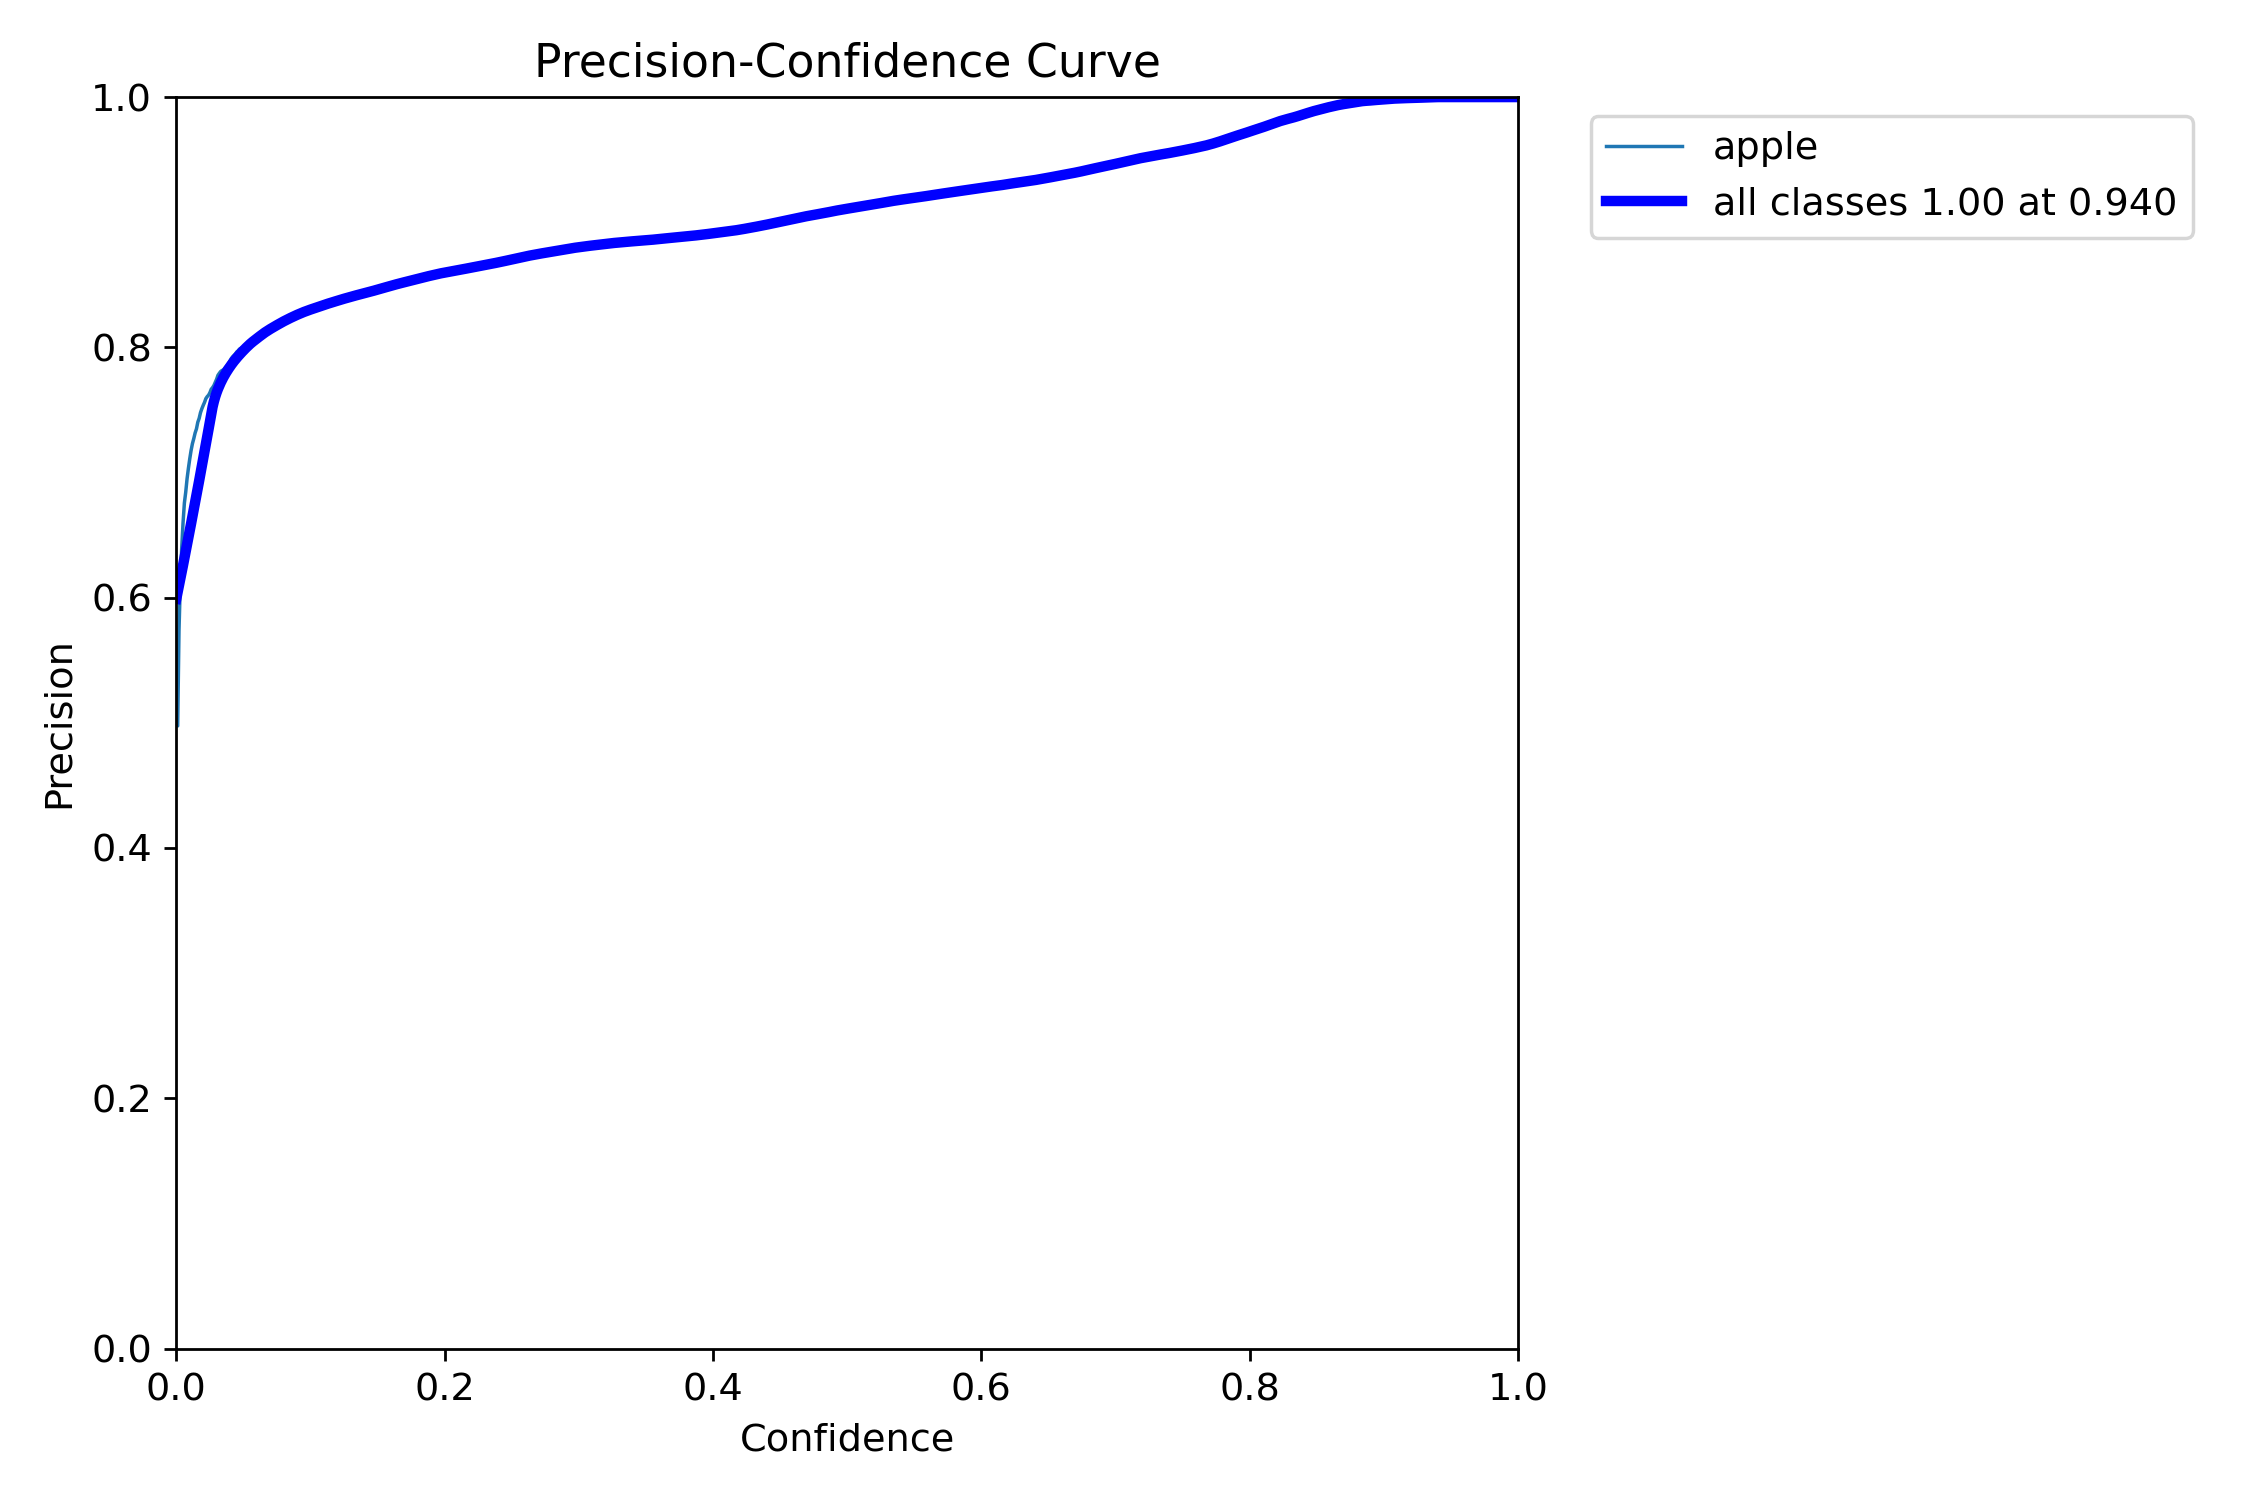 Precision-Confidence Curve
1.0
0.8
0.6
0.4
0.2
0.0
Precision
0.0 0.2 0.4 0.6 0.8 1.0
Confidence
apple
all classes 1.00 at 0.940